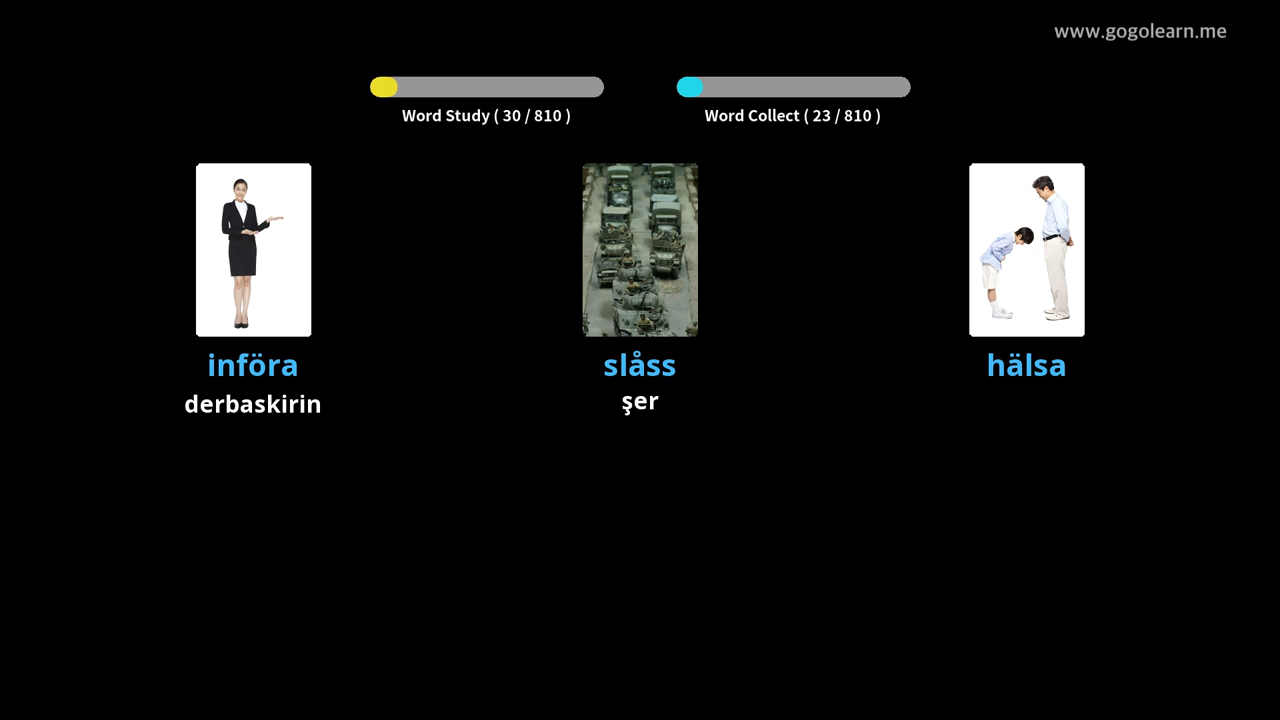 www.gogolearn.me
Word Study ( 30 / 810 )
Word Collect ( 23 / 810 )
införa
slåss
hälsa
derbaskirin
şer